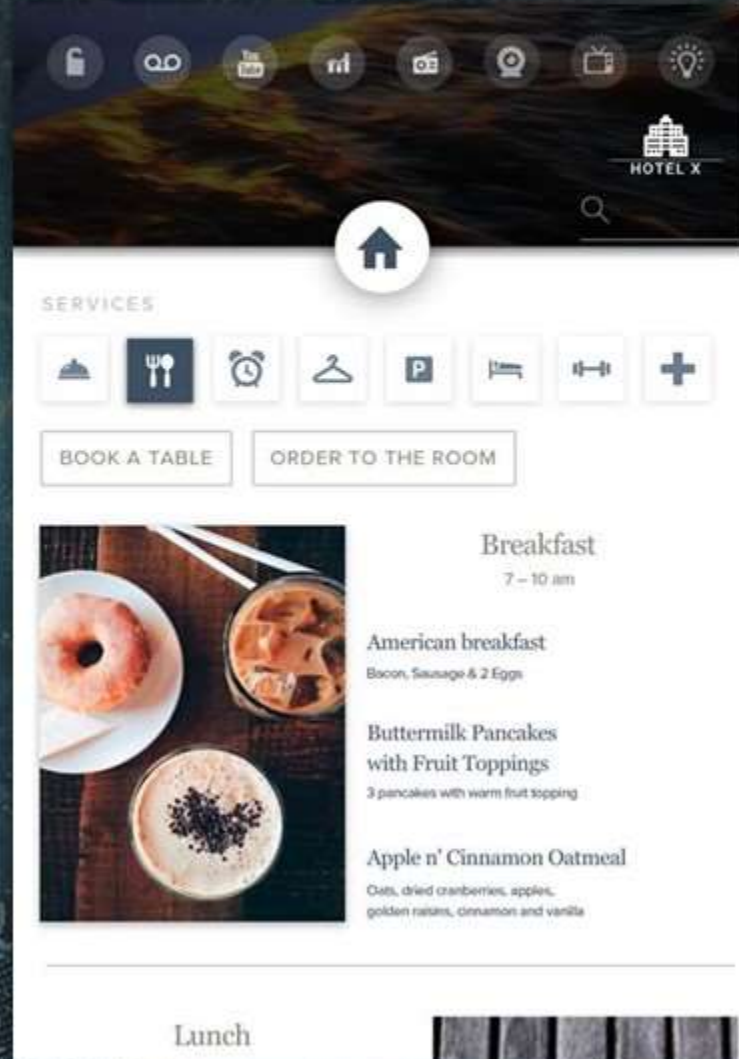 You
Tube
HOTEL X
SERVICES
P
BOOK A TABLE
ORDER TO THE ROOM
Breakfast
7 – 10 am
American breakfast
Bacon, Sausage & 2 Eggs
Buttermilk Pancakes
with Fruit Toppings
3 pancakes with warm fruit topping
Apple n' Cinnamon Oatmeal
Oats, dried cranberries, apples,
golden raisins, cinnamon and vanilla
Lunch